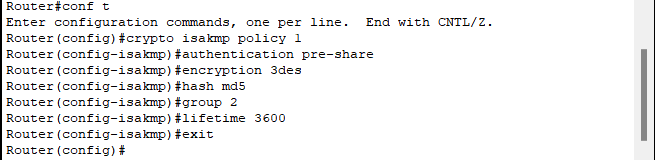 Router#conf t
Enter configuration commands, one per line.  End with CNTL/Z.
Router(config)#crypto isakmp policy 1
Router(config-isakmp)#authentication pre-share
Router(config-isakmp)#encryption 3des
Router(config-isakmp)#hash md5
Router(config-isakmp)#group 2
Router(config-isakmp)#lifetime 3600
Router(config-isakmp)#exit
Router(config)#